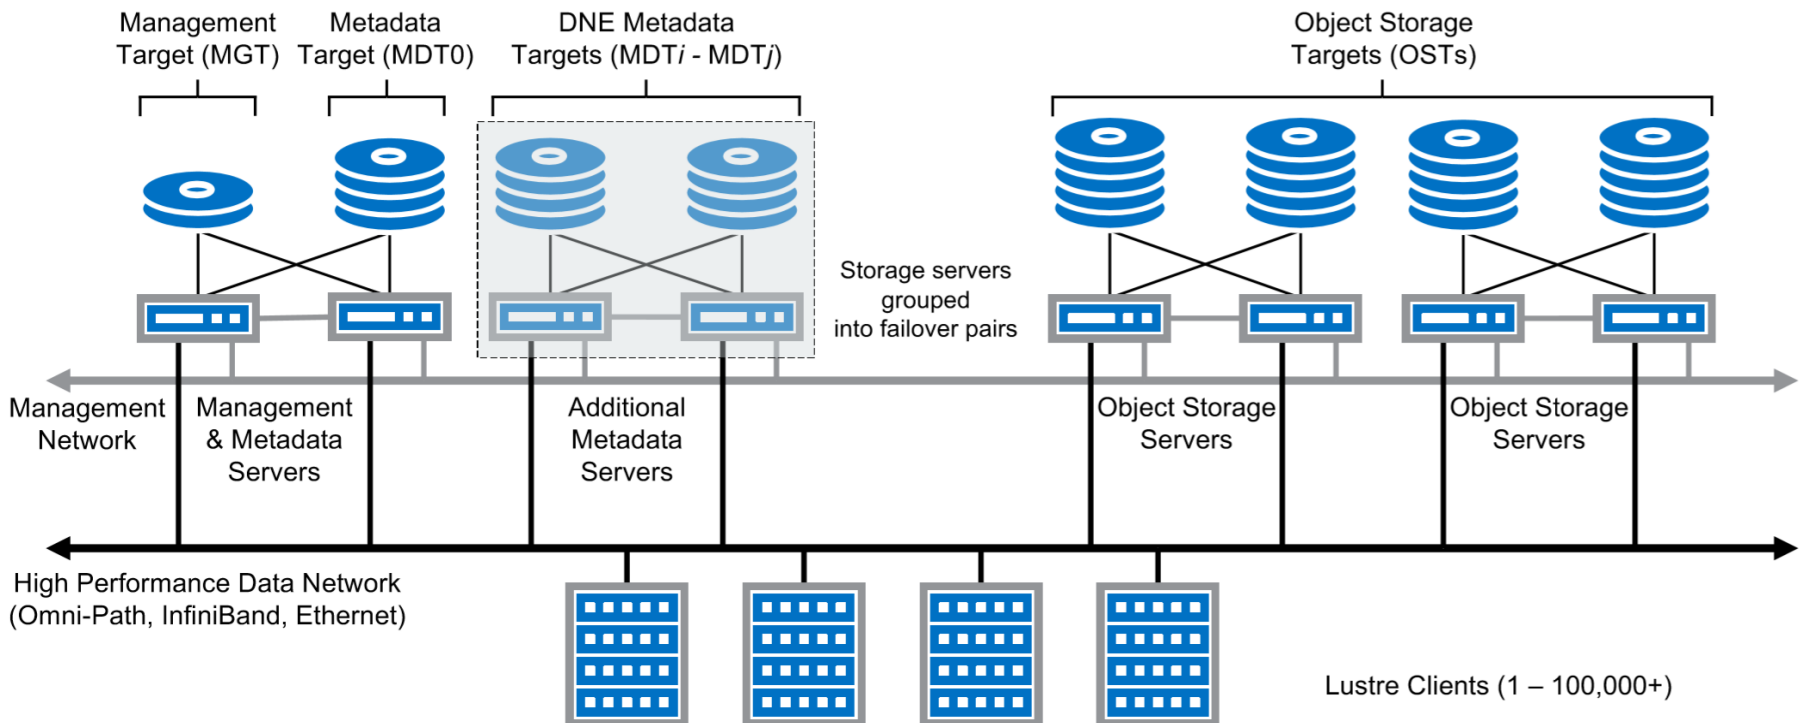 Management
Target (MGT)
Metadata
Target (MDT0)
DNE Metadata
Targets (MDTi - MDTj)
Object Storage
Targets (OSTs)
Storage servers
grouped
into failover pairs
Management
Network
Management
& Metadata
Servers
Additional
Metadata
Servers
Object Storage
Servers
Object Storage
Servers
High Performance Data Network
(Omni-Path, InfiniBand, Ethernet)
Lustre Clients (1 – 100,000+)